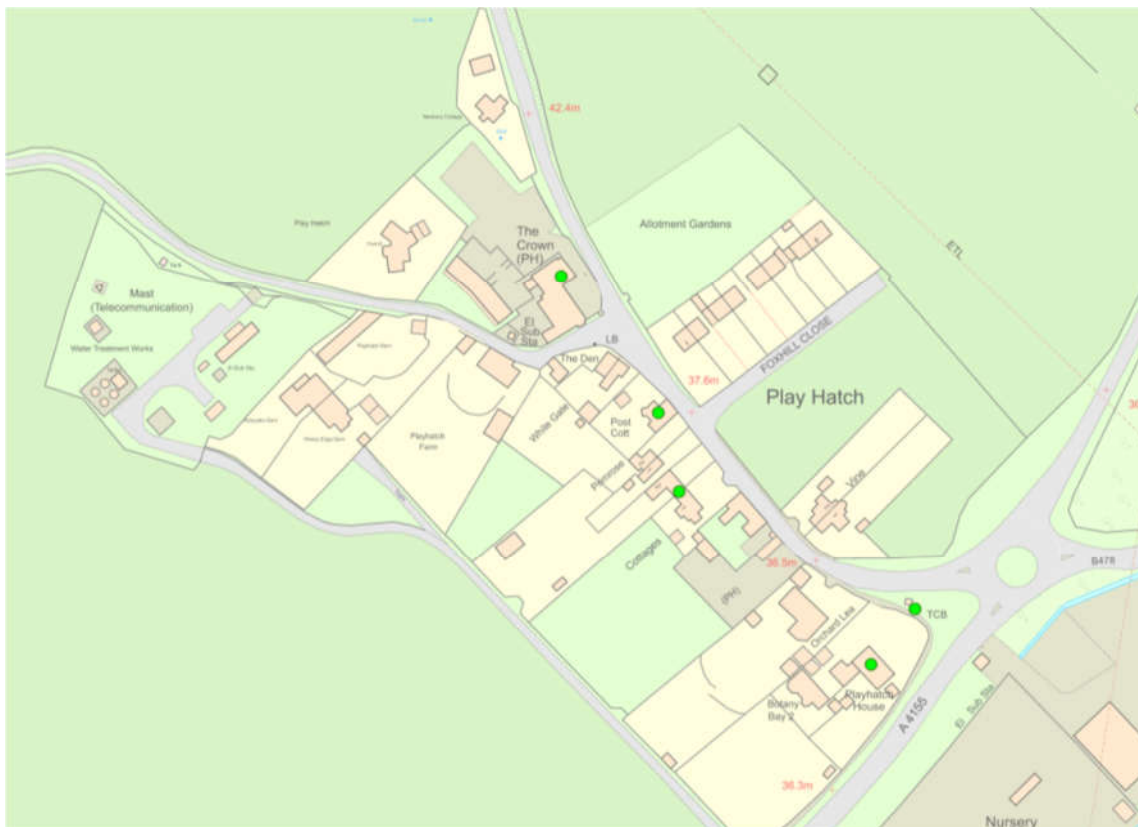 42.4m
Play Hatch
The
Crown
(PH)
Allotment Gardens
ETL
Mast
(Telecommunication)
Water Treatment Works
El
Sub
Sta
LB
The Den
FOXHILL CLOSE
37.6m
Play Hatch
White Gate
Post
Cott
Playhatch
Farm
Primrose
Vine
Cottages
36.5m
B478
(PH)
TCB
Orchard Lea
Playhatch
House
Botany
Bay 2
A 4155
El Sub Sta
36.3m
Nursery